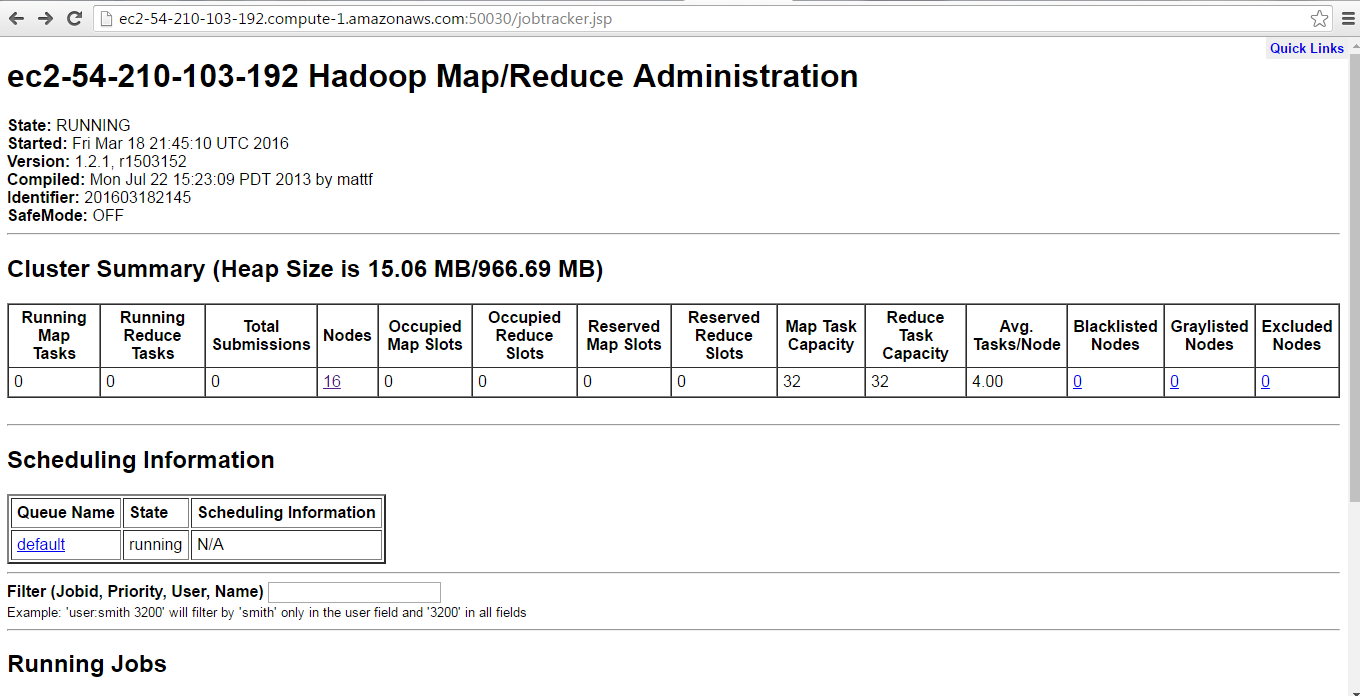 ec2-54-210-103-192.compute-1.amazonaws.com:50030/jobtracker.jsp
Quick Links
ec2-54-210-103-192 Hadoop Map/Reduce Administration
State: RUNNING
Started: Fri Mar 18 21:45:10 UTC 2016
Version: 1.2.1, r1503152
Compiled: Mon Jul 22 15:23:09 PDT 2013 by mattf
Identifier: 201603182145
SafeMode: OFF
Cluster Summary (Heap Size is 15.06 MB/966.69 MB)
Running Map Tasks Running Reduce Tasks Total Submissions Nodes Occupied Map Slots Occupied Reduce Slots Reserved Map Slots Reserved Reduce Slots Map Task Capacity Reduce Task Capacity Avg. Tasks/Node Blacklisted Nodes Graylisted Nodes Excluded Nodes
0 0 0 16 0 0 0 0 32 32 4.00 0 0 0
Scheduling Information
Queue Name State Scheduling Information
default running N/A
Filter (Jobid, Priority, User, Name)
Example: 'user:smith 3200' will filter by 'smith' only in the user field and '3200' in all fields
Running Jobs